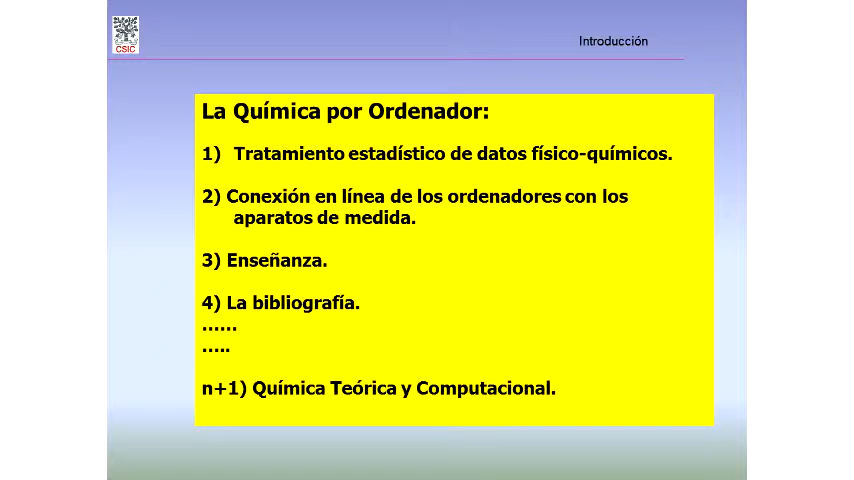 CSIC
Introducción
La Química por Ordenador:
1) Tratamiento estadístico de datos físico-químicos.
2) Conexión en línea de los ordenadores con los
aparatos de medida.
3) Enseñanza.
4) La bibliografía.
......
.....
n+1) Química Teórica y Computacional.